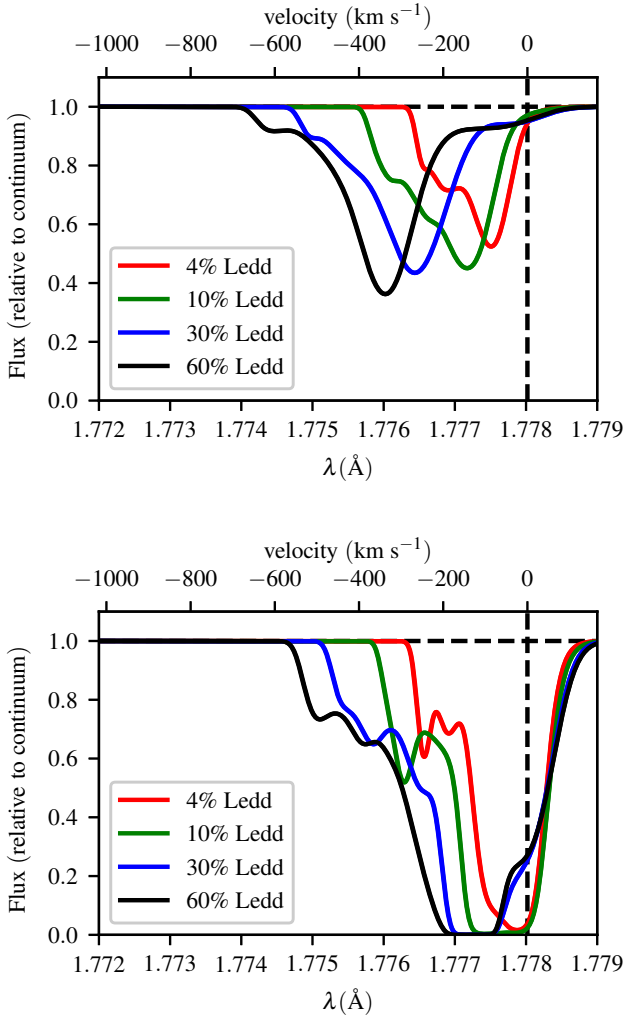 velocity (km s⁻¹)
−1000 −800 −600 −400 −200 0
Flux (relative to continuum)
1.0
0.8
0.6
0.4
0.2
0.0
4% Ledd
10% Ledd
30% Ledd
60% Ledd
1.772 1.773 1.774 1.775 1.776 1.777 1.778 1.779
λ(Å)
velocity (km s⁻¹)
−1000 −800 −600 −400 −200 0
Flux (relative to continuum)
1.0
0.8
0.6
0.4
0.2
0.0
4% Ledd
10% Ledd
30% Ledd
60% Ledd
1.772 1.773 1.774 1.775 1.776 1.777 1.778 1.779
λ(Å)